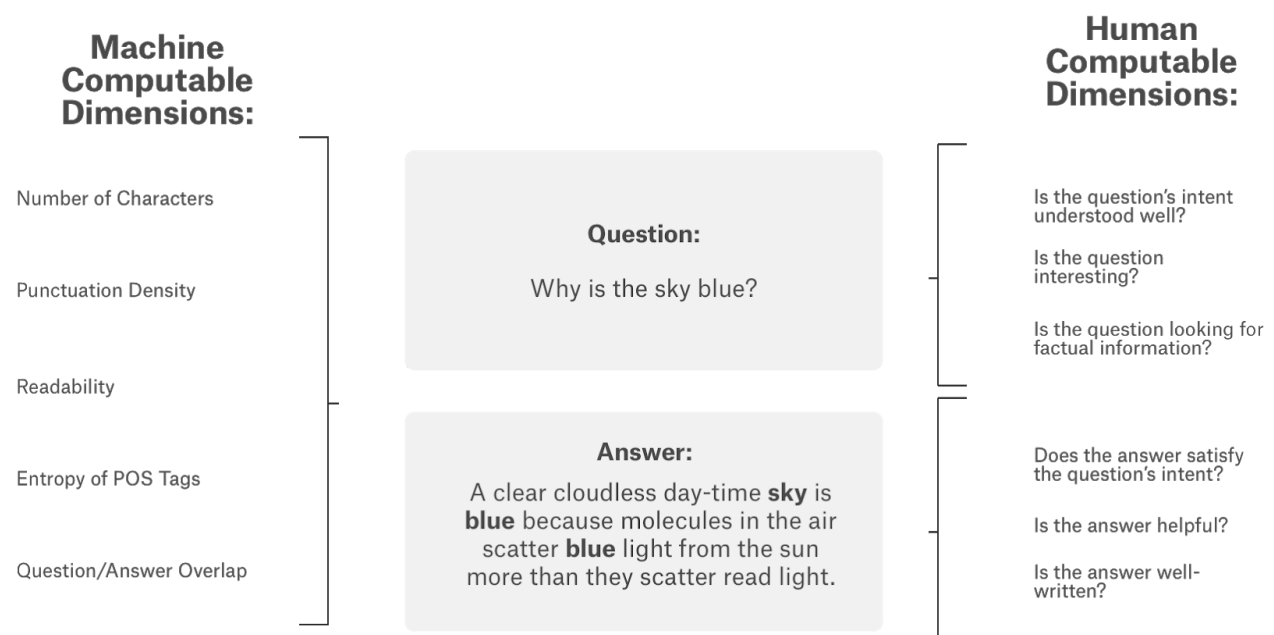 Machine
Computable
Dimensions:
Number of Characters
Punctuation Density
Readability
Entropy of POS Tags
Question/Answer Overlap
Question:
Why is the sky blue?
Answer:
A clear cloudless day-time sky is
blue because molecules in the air
scatter blue light from the sun
more than they scatter read light.
Human
Computable
Dimensions:
Is the question’s intent
understood well?
Is the question
interesting?
Is the question looking for
factual information?
Does the answer satisfy
the question’s intent?
Is the answer helpful?
Is the answer well-
written?